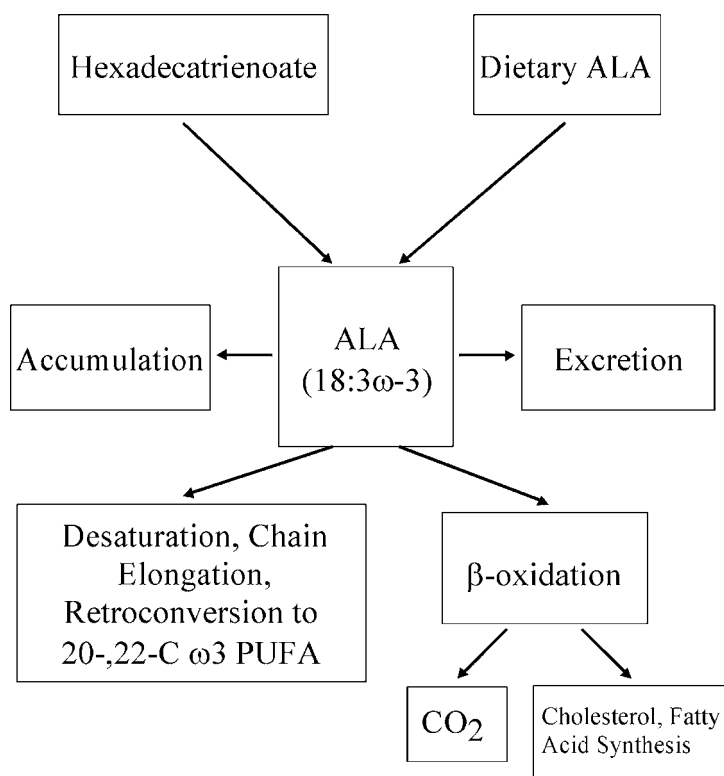 Hexadecatrienoate
Dietary ALA
ALA
(18:3ω-3)
Accumulation
Excretion
Desaturation, Chain
Elongation,
Retroconversion to
20-,22-C ω3 PUFA
β-oxidation
CO2
Cholesterol, Fatty
Acid Synthesis